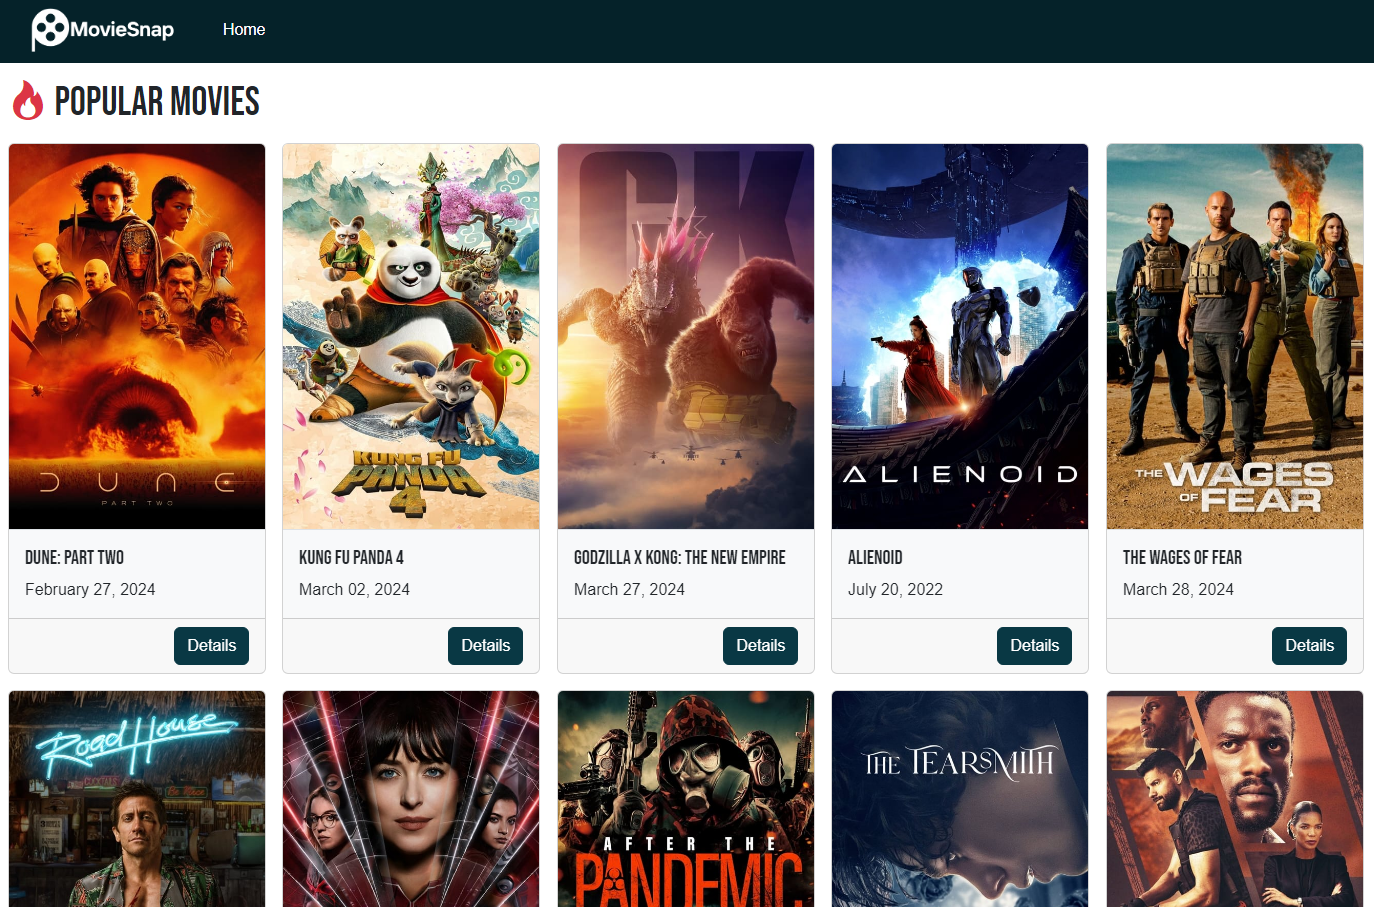 MovieSnap
Home
POPULAR MOVIES
DUNE
PART TWO
KUNG FU
PANDA
4
GK
ALIENOID
THE WAGES
OF FEAR
DUNE: PART TWO
KUNG FU PANDA 4
GODZILLA X KONG: THE NEW EMPIRE
ALIENOID
THE WAGES OF FEAR
February 27, 2024
March 02, 2024
March 27, 2024
July 20, 2022
March 28, 2024
Details
Details
Details
Details
Details
Road House
AFTER THE
PANDEMIC
THE TEARSMITH